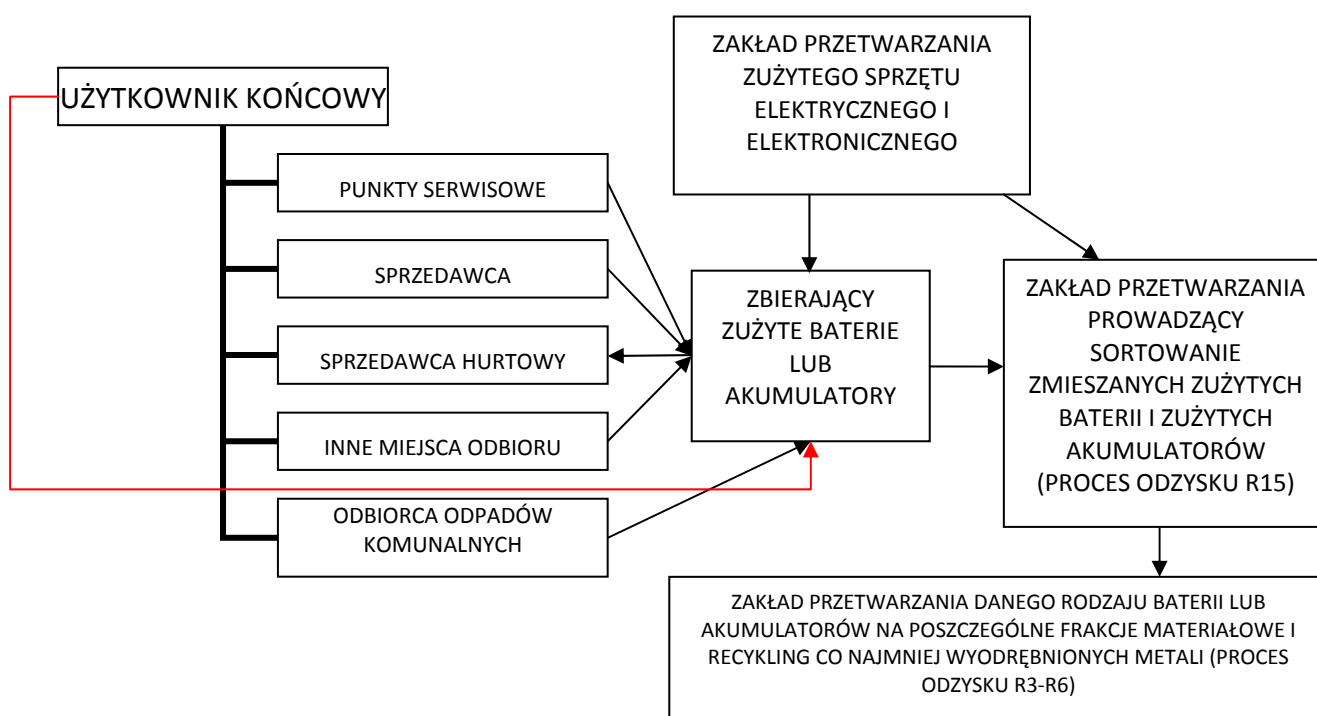 UŻYTKOWNIK KOŃCOWY
PUNKTY SERWISOWE
SPRZEDAWCA
SPRZEDAWCA HURTOWY
INNE MIEJSCA ODBIORU
ODBIORCA ODPADÓW
KOMUNALNYCH
ZAKŁAD PRZETWARZANIA
ZUŻYTEGO SPRZĘTU
ELEKTRYCZNEGO I
ELEKTRONICZNEGO
ZBIERAJĄCY
ZUŻYTE BATERIE
LUB
AKUMULATORY
ZAKŁAD PRZETWARZANIA
PROWADZĄCY
SORTOWANIE
ZMIESZANYCH ZUŻYTYCH
BATERII I ZUŻYTYCH
AKUMULATORÓW
(PROCES ODZYSKU R15)
ZAKŁAD PRZETWARZANIA DANEGO RODZAJU BATERII LUB
AKUMULATORÓW NA POSZCZEGÓLNE FRAKCJE MATERIAŁOWE I
RECYKLING CO NAJMNIEJ WYODRĘBNIONYCH METALI (PROCES
ODZYSKU R3-R6)